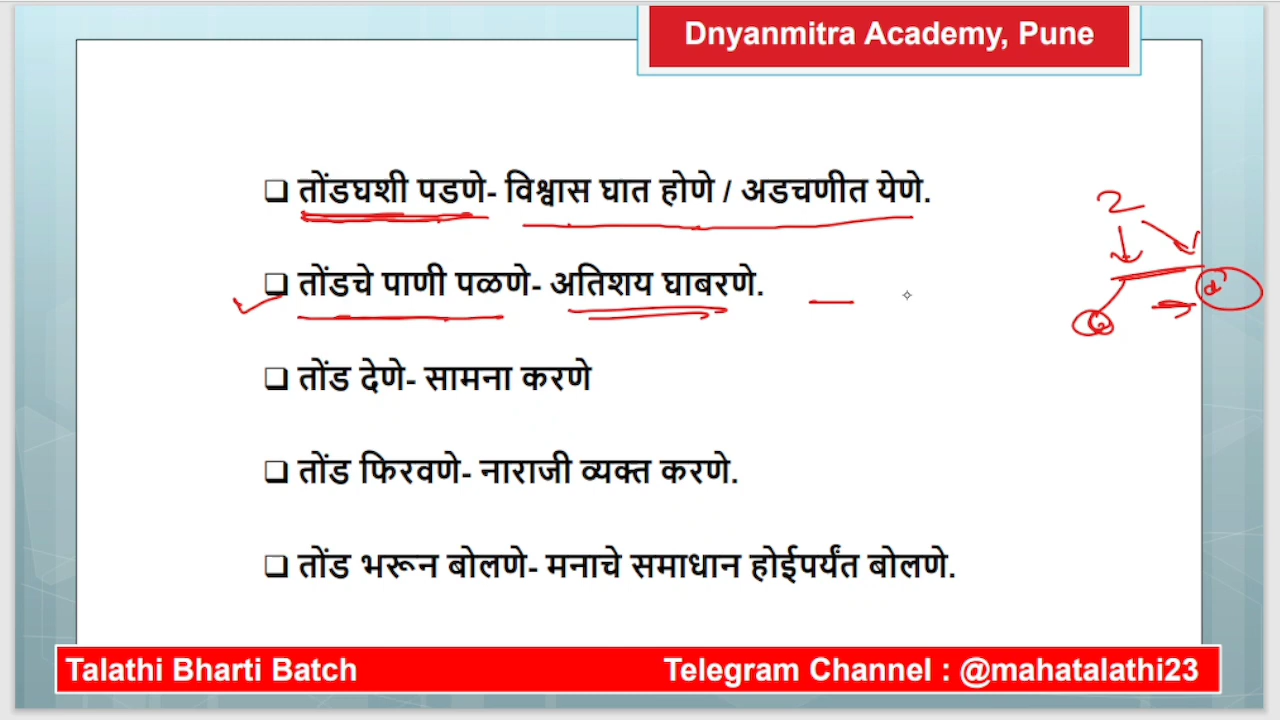 Dnyanmitra Academy, Pune
तोंडघशी पडणे- विश्वास घात होणे / अडचणीत येणे.
तोंडचे पाणी पळणे- अतिशय घाबरणे.
तोंड देणे- सामना करणे
तोंड फिरवणे- नाराजी व्यक्त करणे.
तोंड भरून बोलणे- मनाचे समाधान होईपर्यंत बोलणे.
2
Talathi Bharti Batch
Telegram Channel : @mahatalathi23